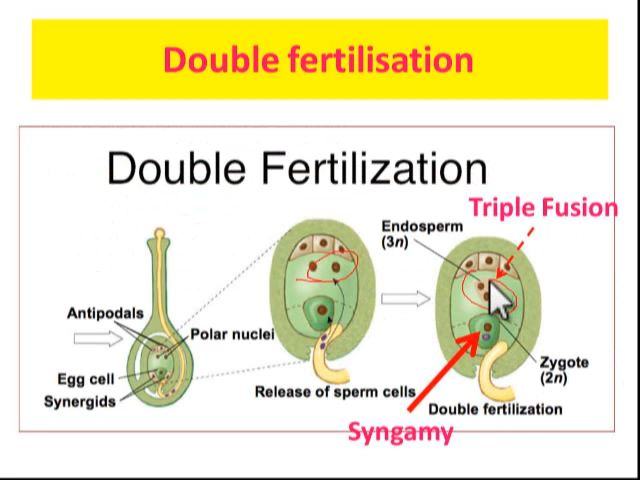 Double fertilisation
Double Fertilization
Triple Fusion
Endosperm
(3n)
Antipodals
Polar nuclei
Egg cell
Synergids
Release of sperm cells
Zygote
(2n)
Double fertilization
Syngamy